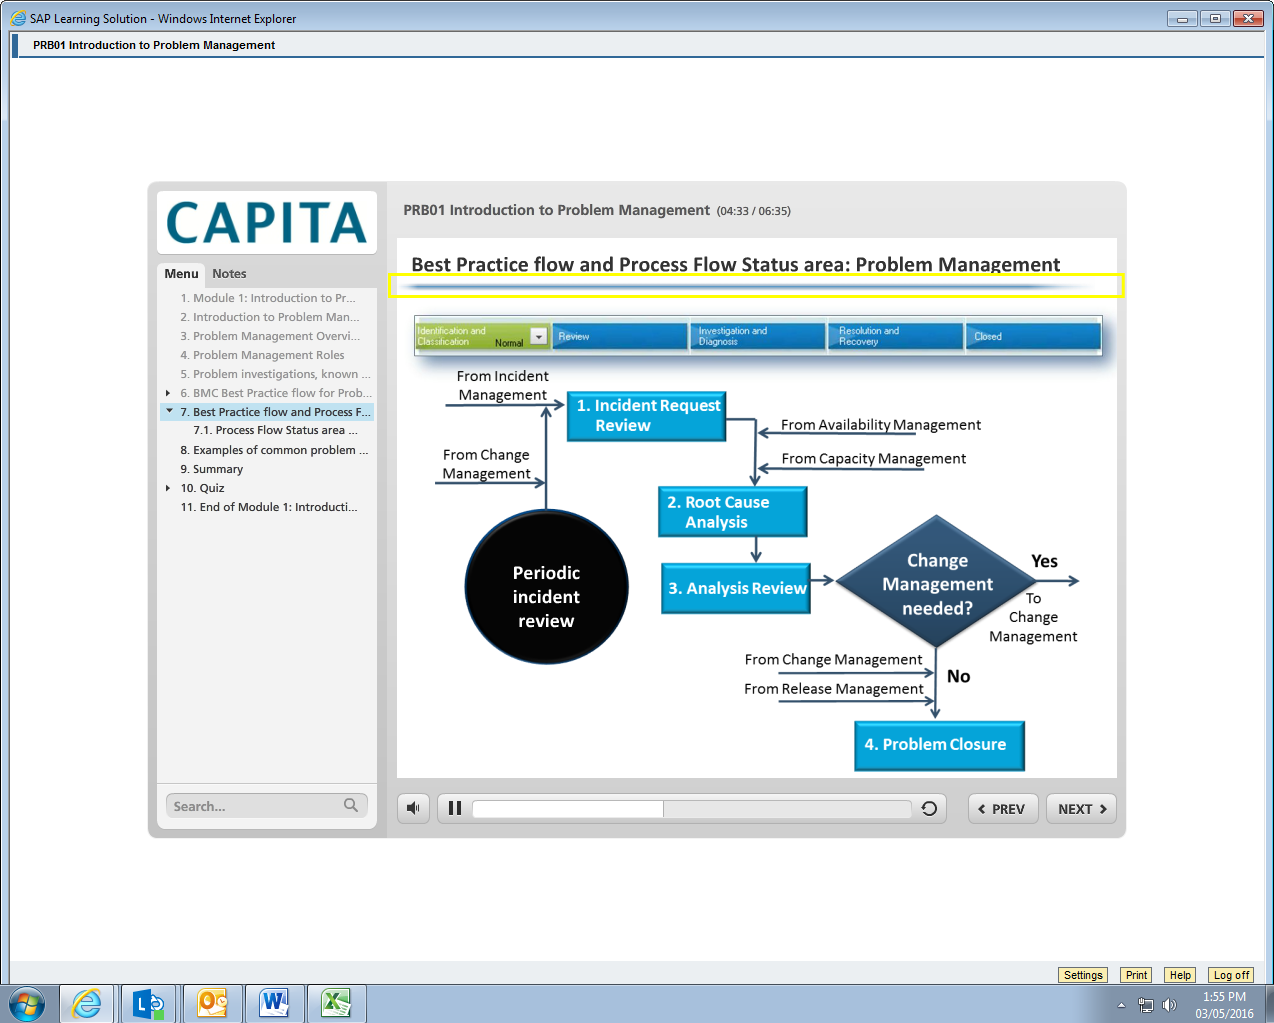 SAP Learning Solution - Windows Internet Explorer
PRB01 Introduction to Problem Management
CAPITA
PRB01 Introduction to Problem Management (04:33 / 06:35)
Menu Notes
1. Module 1: Introduction to Pr...
2. Introduction to Problem Man...
3. Problem Management Overvi...
4. Problem Management Roles
5. Problem investigations, known ...
6. BMC Best Practice flow for Prob...
7. Best Practice flow and Process F...
7.1. Process Flow Status area ...
8. Examples of common problem ...
9. Summary
10. Quiz
11. End of Module 1: Introducti...
Search...
Best Practice flow and Process Flow Status area: Problem Management
Identification and
Classification
Normal
Review
Investigation and
Diagnosis
Resolution and
Recovery
Closed
From Incident
Management
1. Incident Request
Review
From Availability Management
From Change
Management
From Capacity Management
2. Root Cause
Analysis
Periodic
incident
review
3. Analysis Review
Change
Management
needed?
Yes
To
Change
Management
From Change Management
No
From Release Management
4. Problem Closure
PREV
NEXT
Settings
Print
Help
Log off
1:55 PM
03/05/2016